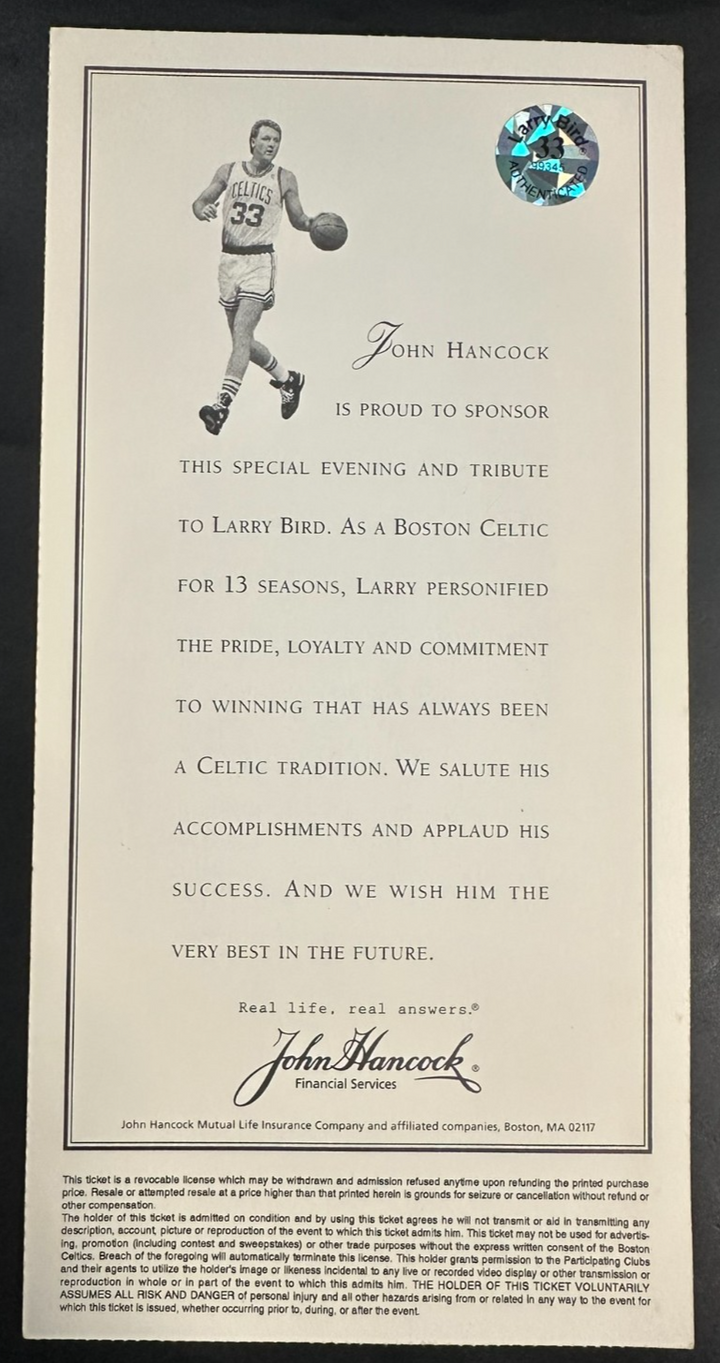 Larry Bird®
33
99345
AUTHENTICATED
CELTICS
33
JOHN HANCOCK
IS PROUD TO SPONSOR
THIS SPECIAL EVENING AND TRIBUTE
TO LARRY BIRD. AS A BOSTON CELTIC
FOR 13 SEASONS, LARRY PERSONIFIED
THE PRIDE, LOYALTY AND COMMITMENT
TO WINNING THAT HAS ALWAYS BEEN
A CELTIC TRADITION. WE SALUTE HIS
ACCOMPLISHMENTS AND APPLAUD HIS
SUCCESS. AND WE WISH HIM THE
VERY BEST IN THE FUTURE.
Real life, real answers.®
John Hancock®
Financial Services
John Hancock Mutual Life Insurance Company and affiliated companies, Boston, MA 02117
This ticket is a revocable license which may be withdrawn and admission refused anytime upon refunding the printed purchase
price. Resale or attempted resale at a price higher than that printed herein is grounds for seizure or cancellation without refund or
other compensation.
The holder of this ticket is admitted on condition and by using this ticket agrees he will not transmit or aid in transmitting any
description, account, picture or reproduction of the event to which this ticket admits him. This ticket may not be used for advertis-
ing, promotion (including contest and sweepstakes) or other trade purposes without the express written consent of the Boston
Celtics. Breach of the foregoing will automatically terminate this license. This holder grants permission to the Participating Clubs
and their agents to utilize the holder's image or likeness incidental to any live or recorded video display or other transmission or
reproduction in whole or in part of the event to which this admits him. THE HOLDER OF THIS TICKET VOLUNTARILY
ASSUMES ALL RISK AND DANGER of personal injury and all other hazards arising from or related in any way to the event for
which this ticket is issued, whether occurring prior to, during, or after the event.